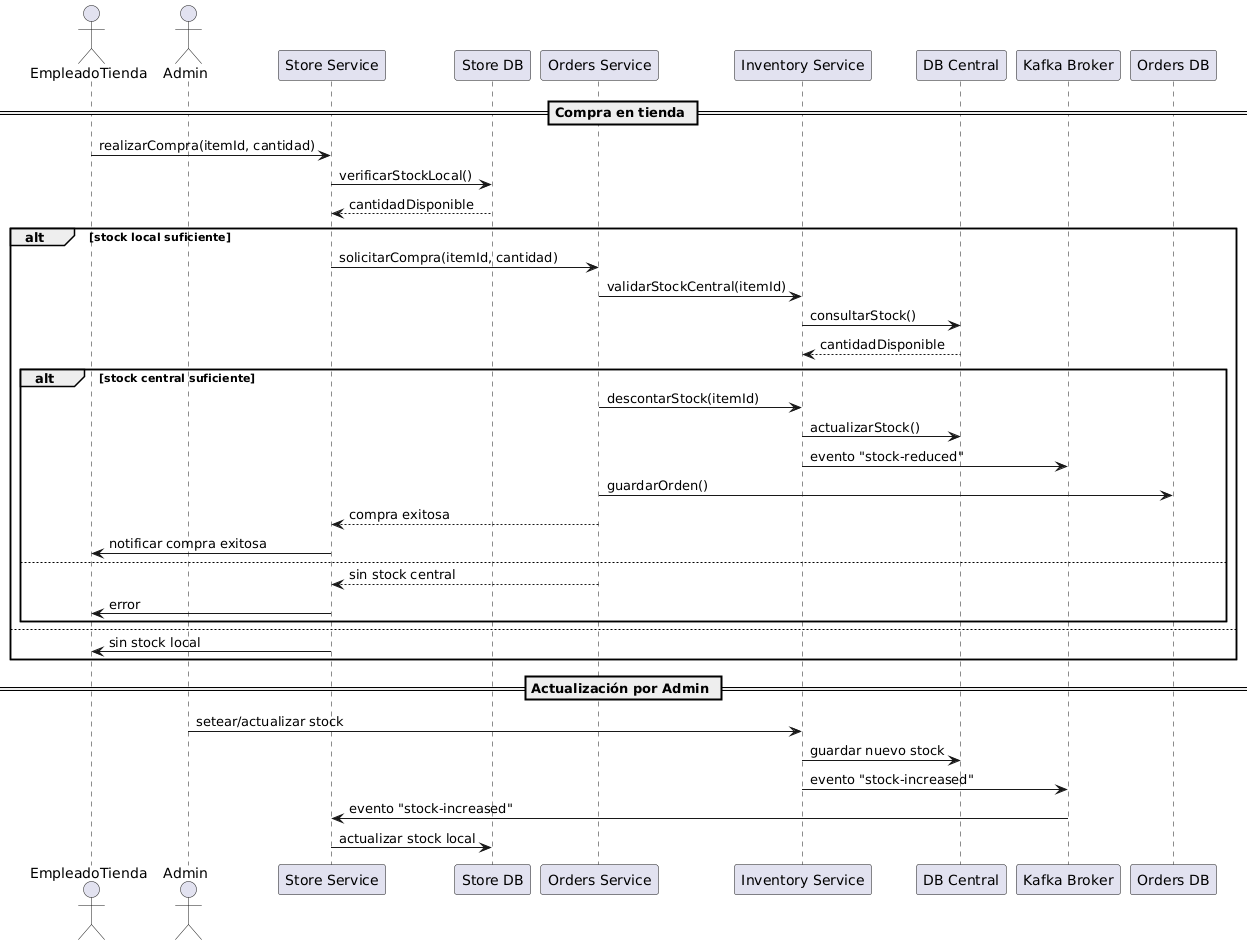 EmpleadoTienda
Admin
Store Service
Store DB
Orders Service
Inventory Service
DB Central
Kafka Broker
Orders DB
Compra en tienda
realizarCompra(itemId, cantidad)
verificarStockLocal()
cantidadDisponible
alt
[stock local suficiente]
solicitarCompra(itemId, cantidad)
validarStockCentral(itemId)
consultarStock()
cantidadDisponible
alt
[stock central suficiente]
descontarStock(itemId)
actualizarStock()
evento "stock-reduced"
guardarOrden()
compra exitosa
notificar compra exitosa
sin stock central
error
sin stock local
Actualización por Admin
setear/actualizar stock
guardar nuevo stock
evento "stock-increased"
evento "stock-increased"
actualizar stock local
EmpleadoTienda
Admin
Store Service
Store DB
Orders Service
Inventory Service
DB Central
Kafka Broker
Orders DB